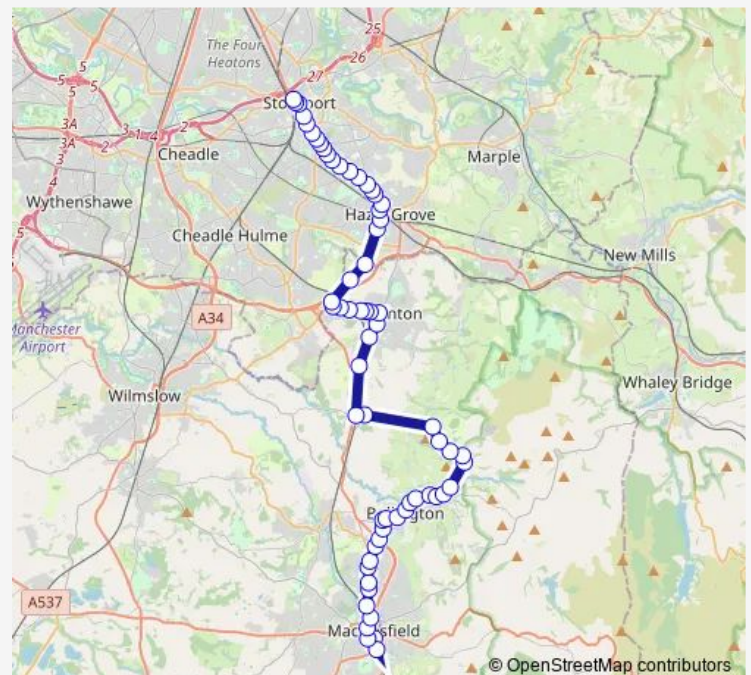 25
The Four
Heatons
26
27
5
5
5
Stockport
3A
3
1
4
2
2
Cheadle
3A
3
Marple
4
Wythenshawe
5
Hazel Grove
Cheadle Hulme
New Mills
A34
Manchester
Airport
Whaley Bridge
Wilmslow
A537
© OpenStreetMap contributors